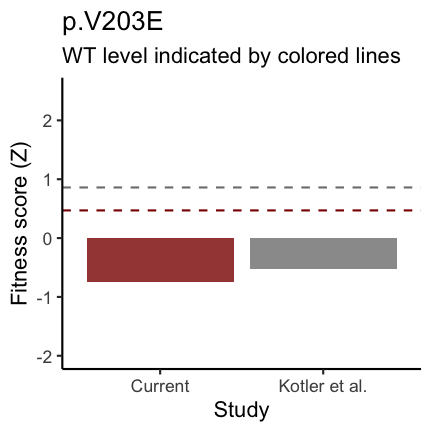 p.V203E
WT level indicated by colored lines
Fitness score (Z)
2
1
0
-1
-2
Current
Kotler et al.
Study